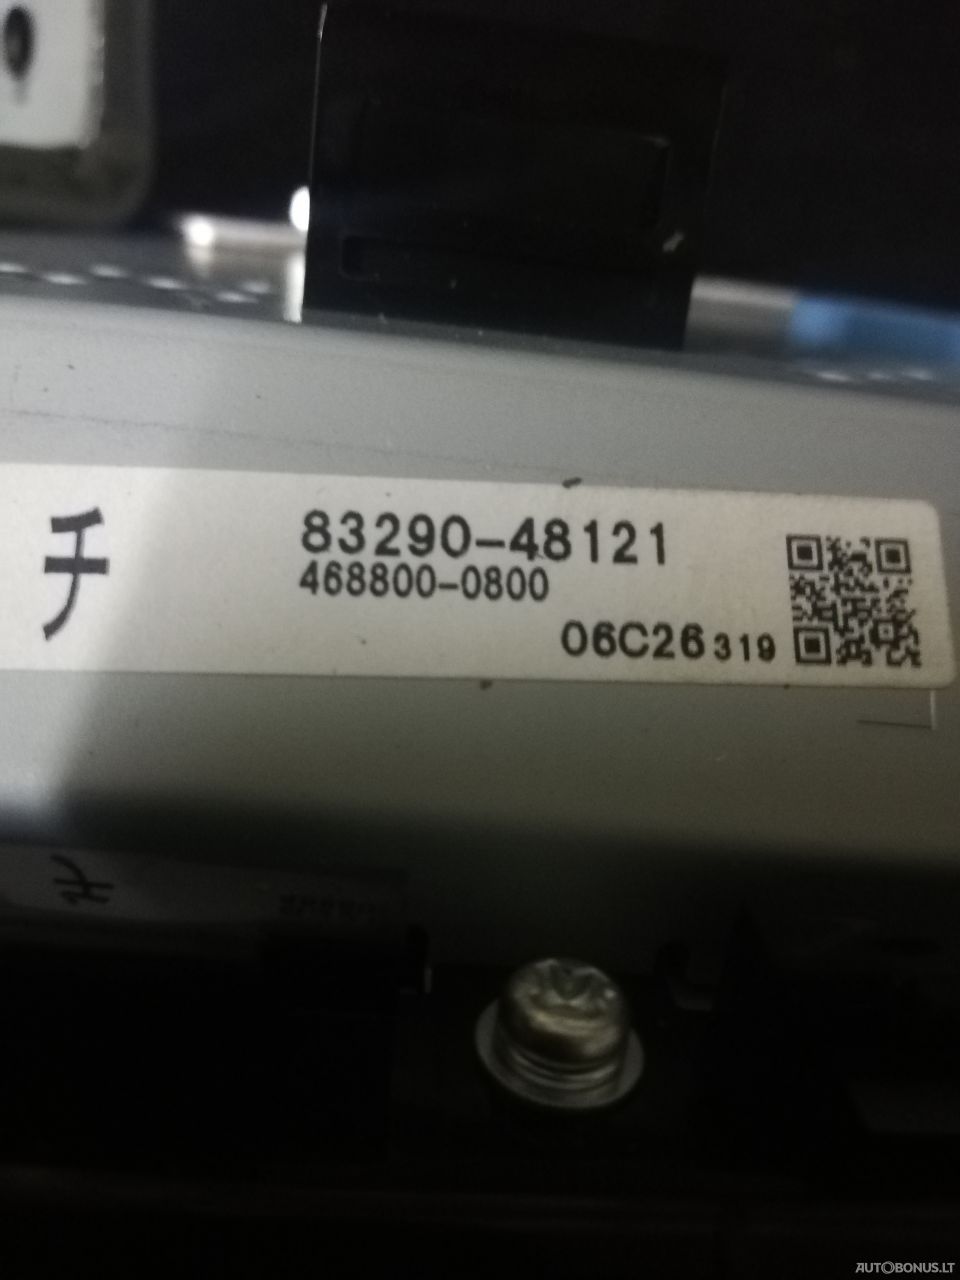 チ
83290-48121
468800-0800
06C26 319
AUTOBONUS.LT